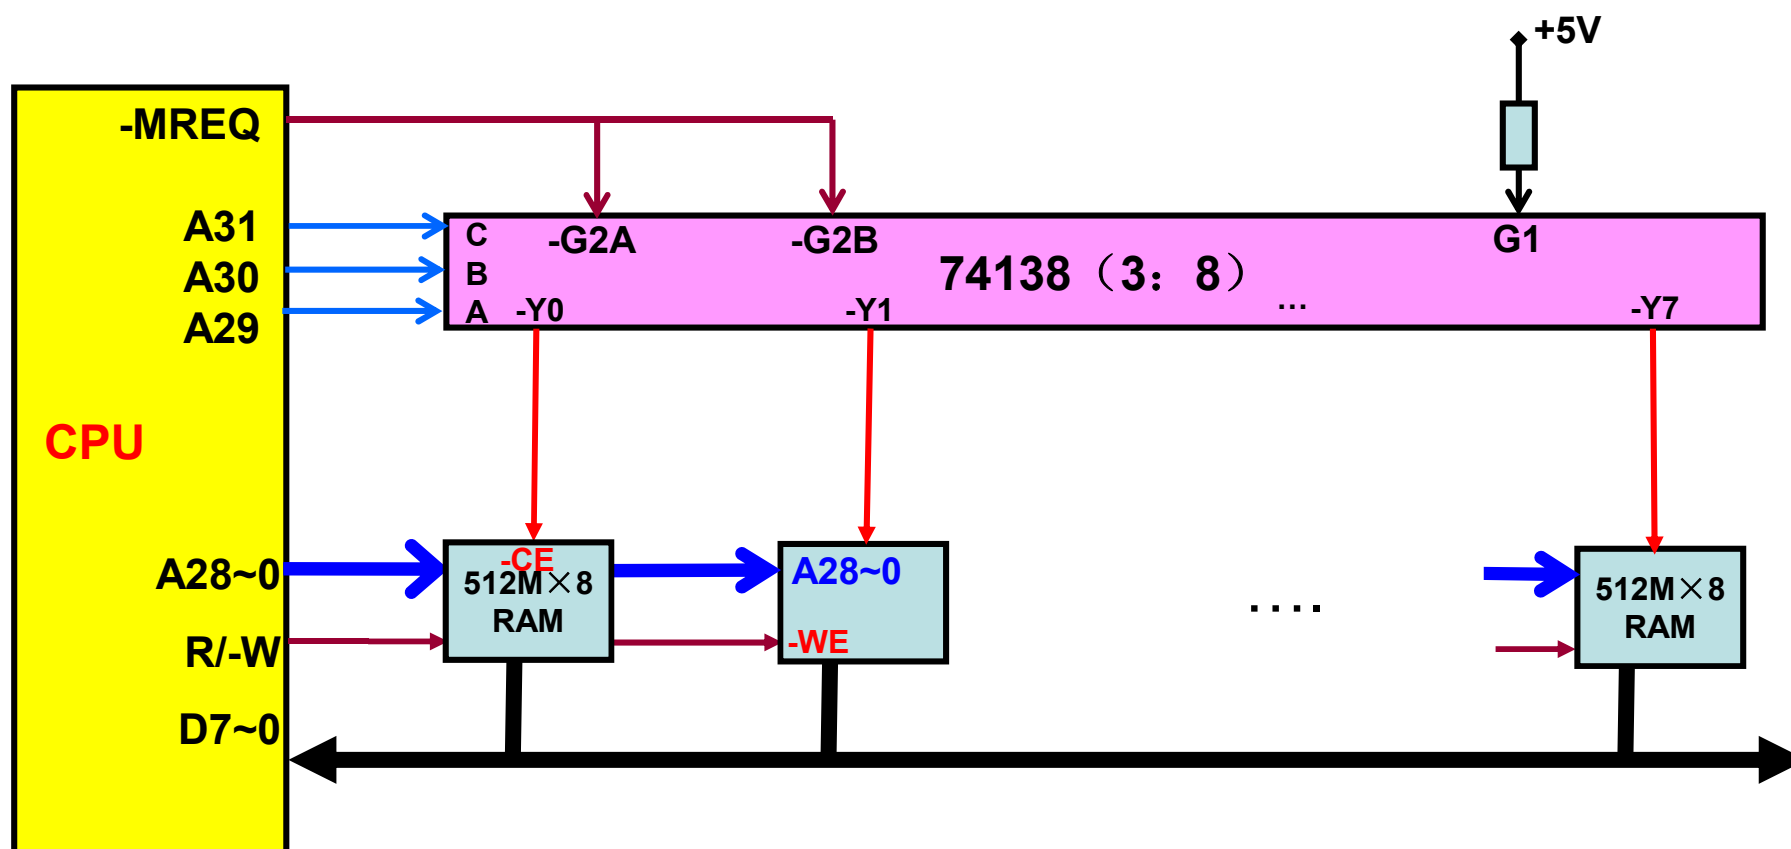 +5V
-MREQ
A31
A30
A29
C
B
A
-G2A
-G2B
G1
74138（3：8）
-Y0
-Y1
...
-Y7
CPU
A28~0
R/-W
D7~0
-CE
512M×8
RAM
A28~0
-WE
....
512M×8
RAM